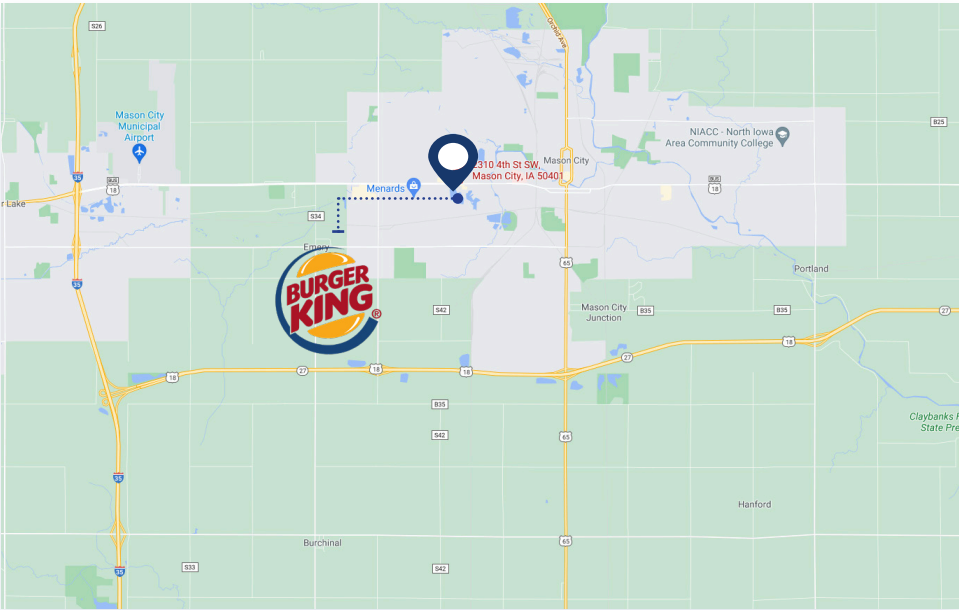 S26
Orchid Ave
Mason City
Municipal
Airport
NIACC - North Iowa
Area Community College
B25
35
BUS
18
r Lake
Menards
2310 4th St SW,
Mason City, IA 50401
Mason City
BUS
18
S34
Emery
65
Portland
35
BURGER
KING
®
S42
Mason City
Junction
B35
B35
27
18
27
18
27
18
18
B35
S42
65
Claybanks F
State Pre
35
Hanford
Burchinal
65
S33
S42
35